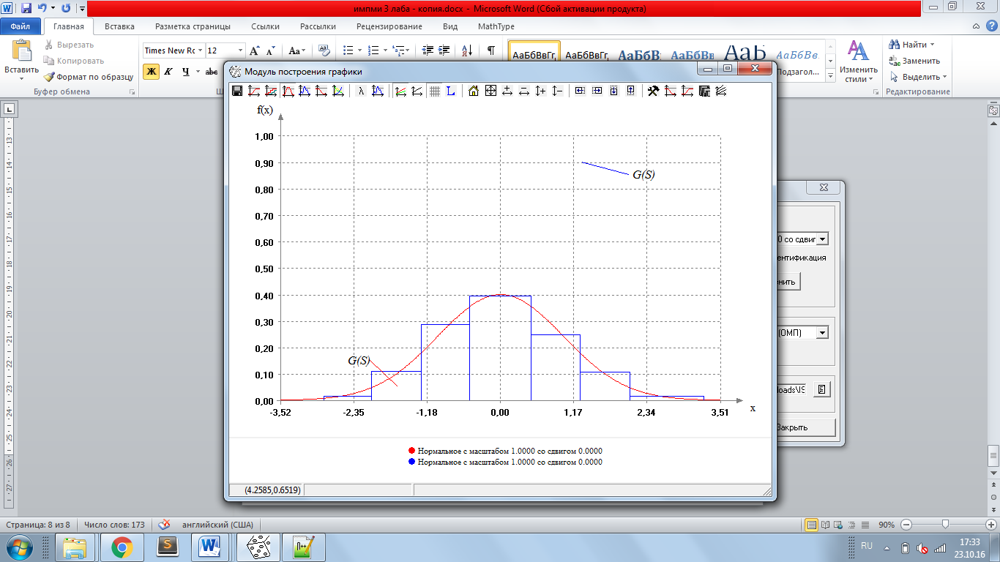 импми 3 лаба - копия.docx - Microsoft Word (Сбой активации продукта)
Файл Главная Вставка Разметка страницы Ссылки Рассылки Рецензирование Вид MathType
Вставить
Вырезать
Копировать
Формат по образцу
Буфер обмена
Times New Rc 12
Ж К Ч abc
АаБбВвГг, АаБбВвГг, АаБбВ АаБбВв АаБ АаБбВв.
Подзагол...
Изменить стили
Найти
Заменить
Выделить
Редактирование
Модуль построения графики
f(x)
1,00
0,90
0,80
0,70
0,60
0,50
0,40
0,30
0,20
0,10
0,00
G(S)
G(S)
-3,52 -2,35 -1,18 0,00 1,17 2,34 3,51
x
Нормальное с масштабом 1.0000 со сдвигом 0.0000
Нормальное с масштабом 1.0000 со сдвигом 0.0000
(4.2585,0.6519)
0 со сдвиг
ентификация
нить
(ОМП)
loads\IS
Закрыть
Страница: 8 из 8 Число слов: 173 английский (США) 90%
RU 17:33
23.10.16